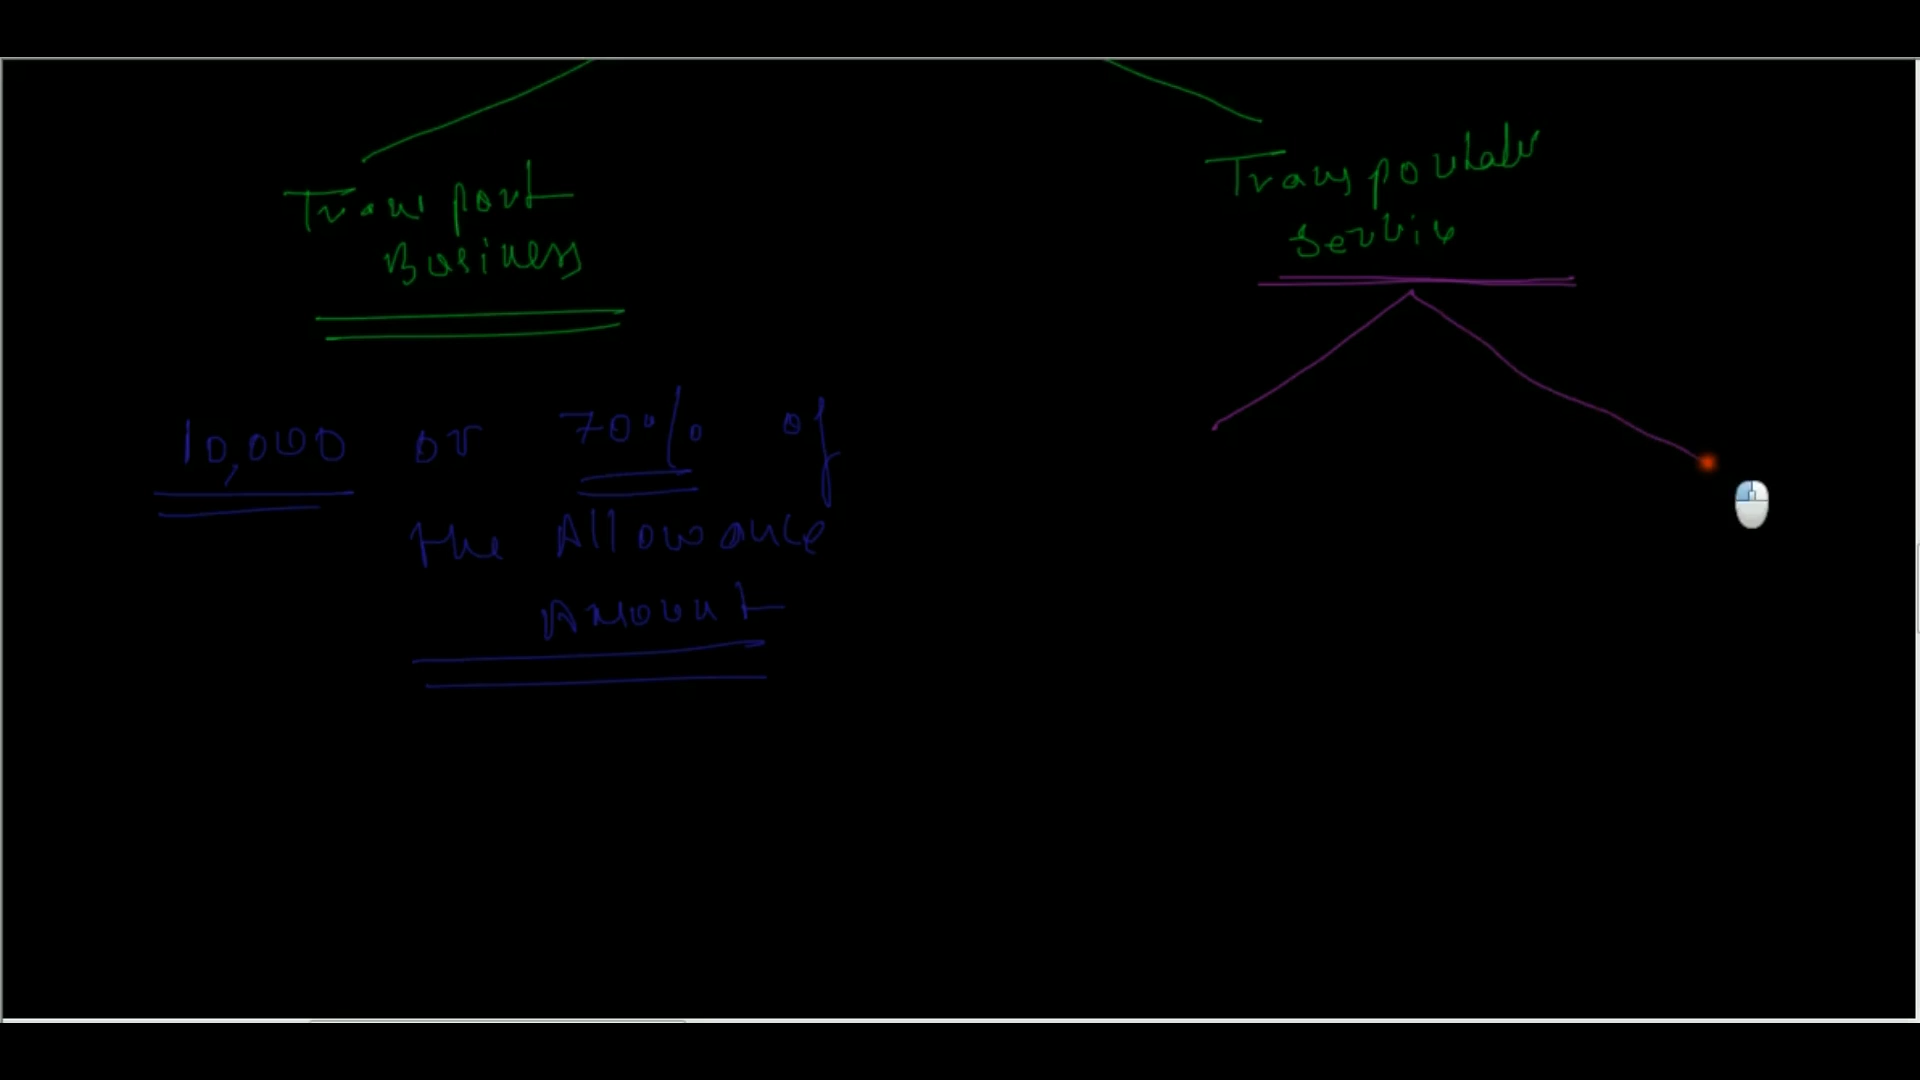 Transport
Business
Transportation
Service
10,000 or 70% of
the Allowance
Amount